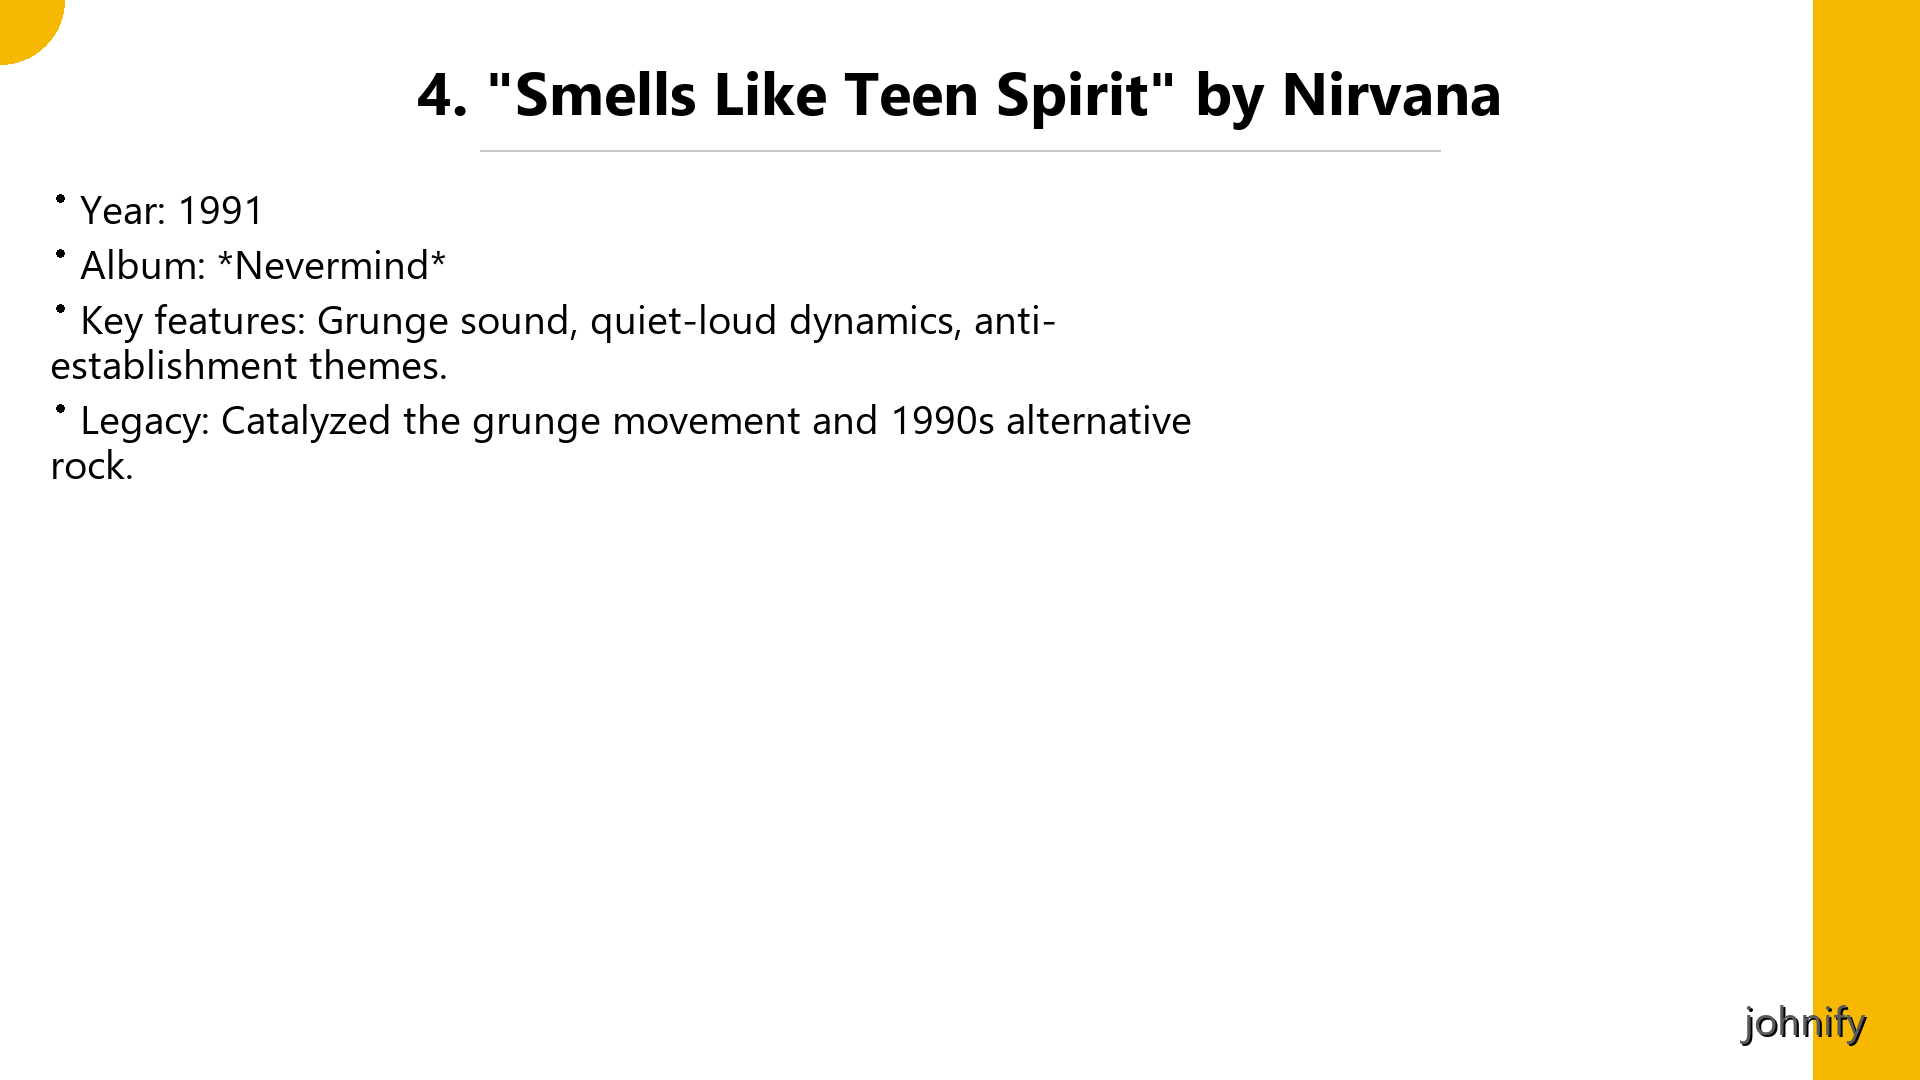 4. "Smells Like Teen Spirit" by Nirvana
• Year: 1991
• Album: *Nevermind*
• Key features: Grunge sound, quiet-loud dynamics, anti-
establishment themes.
• Legacy: Catalyzed the grunge movement and 1990s alternative
rock.
johnify